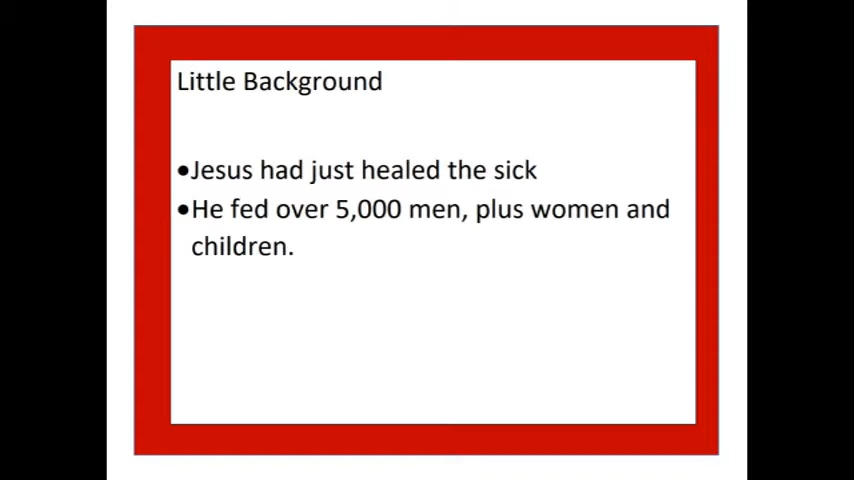 Little Background
•Jesus had just healed the sick
•He fed over 5,000 men, plus women and
children.